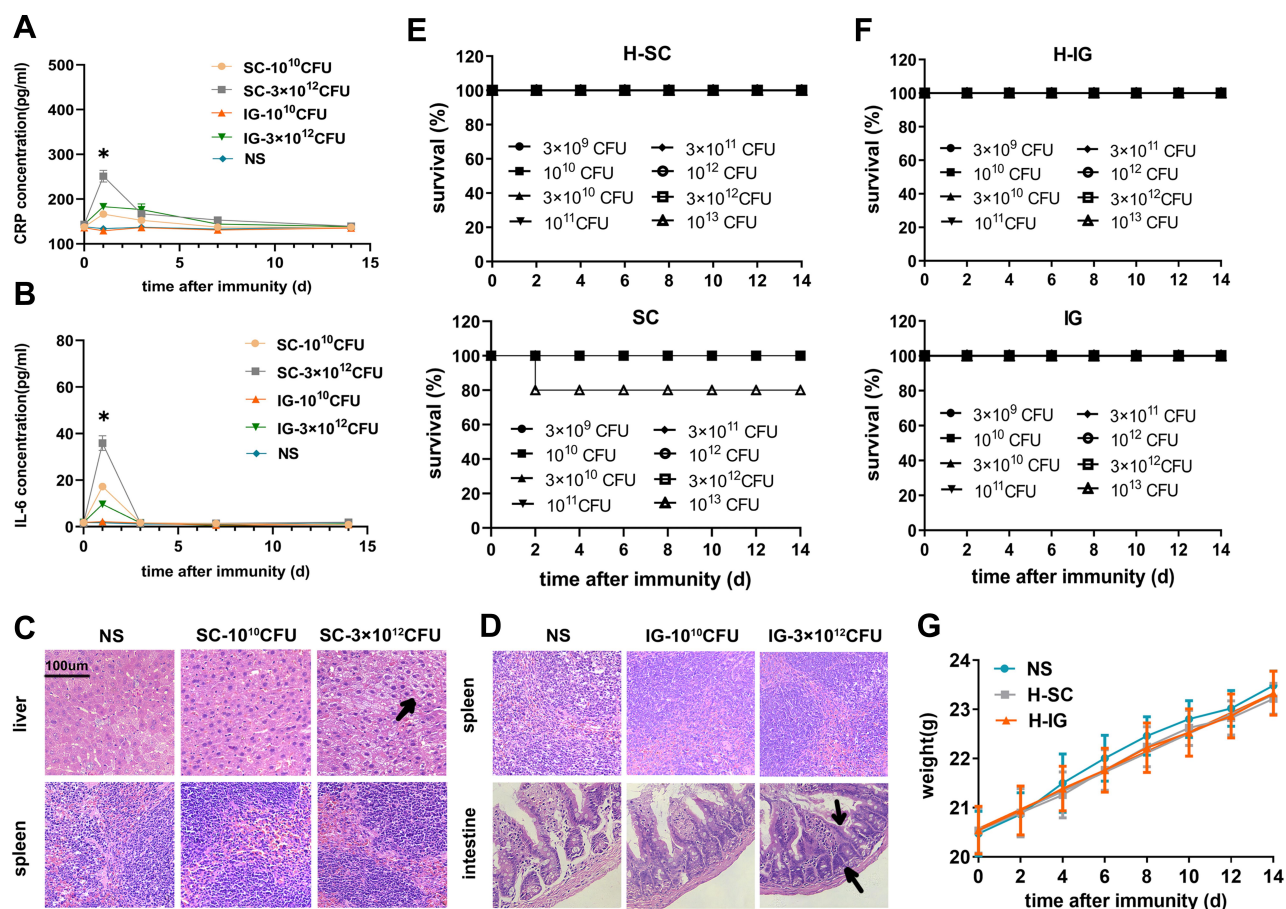 A
CRP concentration(pg/ml)
500
400
300
200
100
0
5
10
15
time after immunity (d)
SC-10¹⁰CFU
SC-3×10¹²CFU
IG-10¹⁰CFU
IG-3×10¹²CFU
NS
*
B
IL-6 concentration(pg/ml)
80
60
40
20
0
0
5
10
15
time after immunity (d)
SC-10¹⁰CFU
SC-3×10¹²CFU
IG-10¹⁰CFU
IG-3×10¹²CFU
NS
*
E
H-SC
survival (%)
120
100
80
60
40
20
0
0 2 4 6 8 10 12 14
3×10⁹ CFU
10¹⁰ CFU
3×10¹⁰ CFU
10¹¹CFU
3×10¹¹ CFU
10¹² CFU
3×10¹²CFU
10¹³ CFU
SC
survival (%)
120
100
80
60
40
20
0
0 2 4 6 8 10 12 14
time after immunity (d)
3×10⁹ CFU
10¹⁰ CFU
3×10¹⁰ CFU
10¹¹CFU
3×10¹¹ CFU
10¹² CFU
3×10¹²CFU
10¹³ CFU
F
H-IG
survival (%)
120
100
80
60
40
20
0
0 2 4 6 8 10 12 14
3×10⁹ CFU
10¹⁰ CFU
3×10¹⁰ CFU
10¹¹CFU
3×10¹¹ CFU
10¹² CFU
3×10¹²CFU
10¹³ CFU
IG
survival (%)
120
100
80
60
40
20
0
0 2 4 6 8 10 12 14
time after immunity (d)
3×10⁹ CFU
10¹⁰ CFU
3×10¹⁰ CFU
10¹¹CFU
3×10¹¹ CFU
10¹² CFU
3×10¹²CFU
10¹³ CFU
C
NS
SC-10¹⁰CFU
SC-3×10¹²CFU
100um
liver
spleen
D
NS
IG-10¹⁰CFU
IG-3×10¹²CFU
spleen
intestine
G
weight(g)
24
23
22
21
20
0 2 4 6 8 10 12 14
time after immunity (d)
NS
H-SC
H-IG